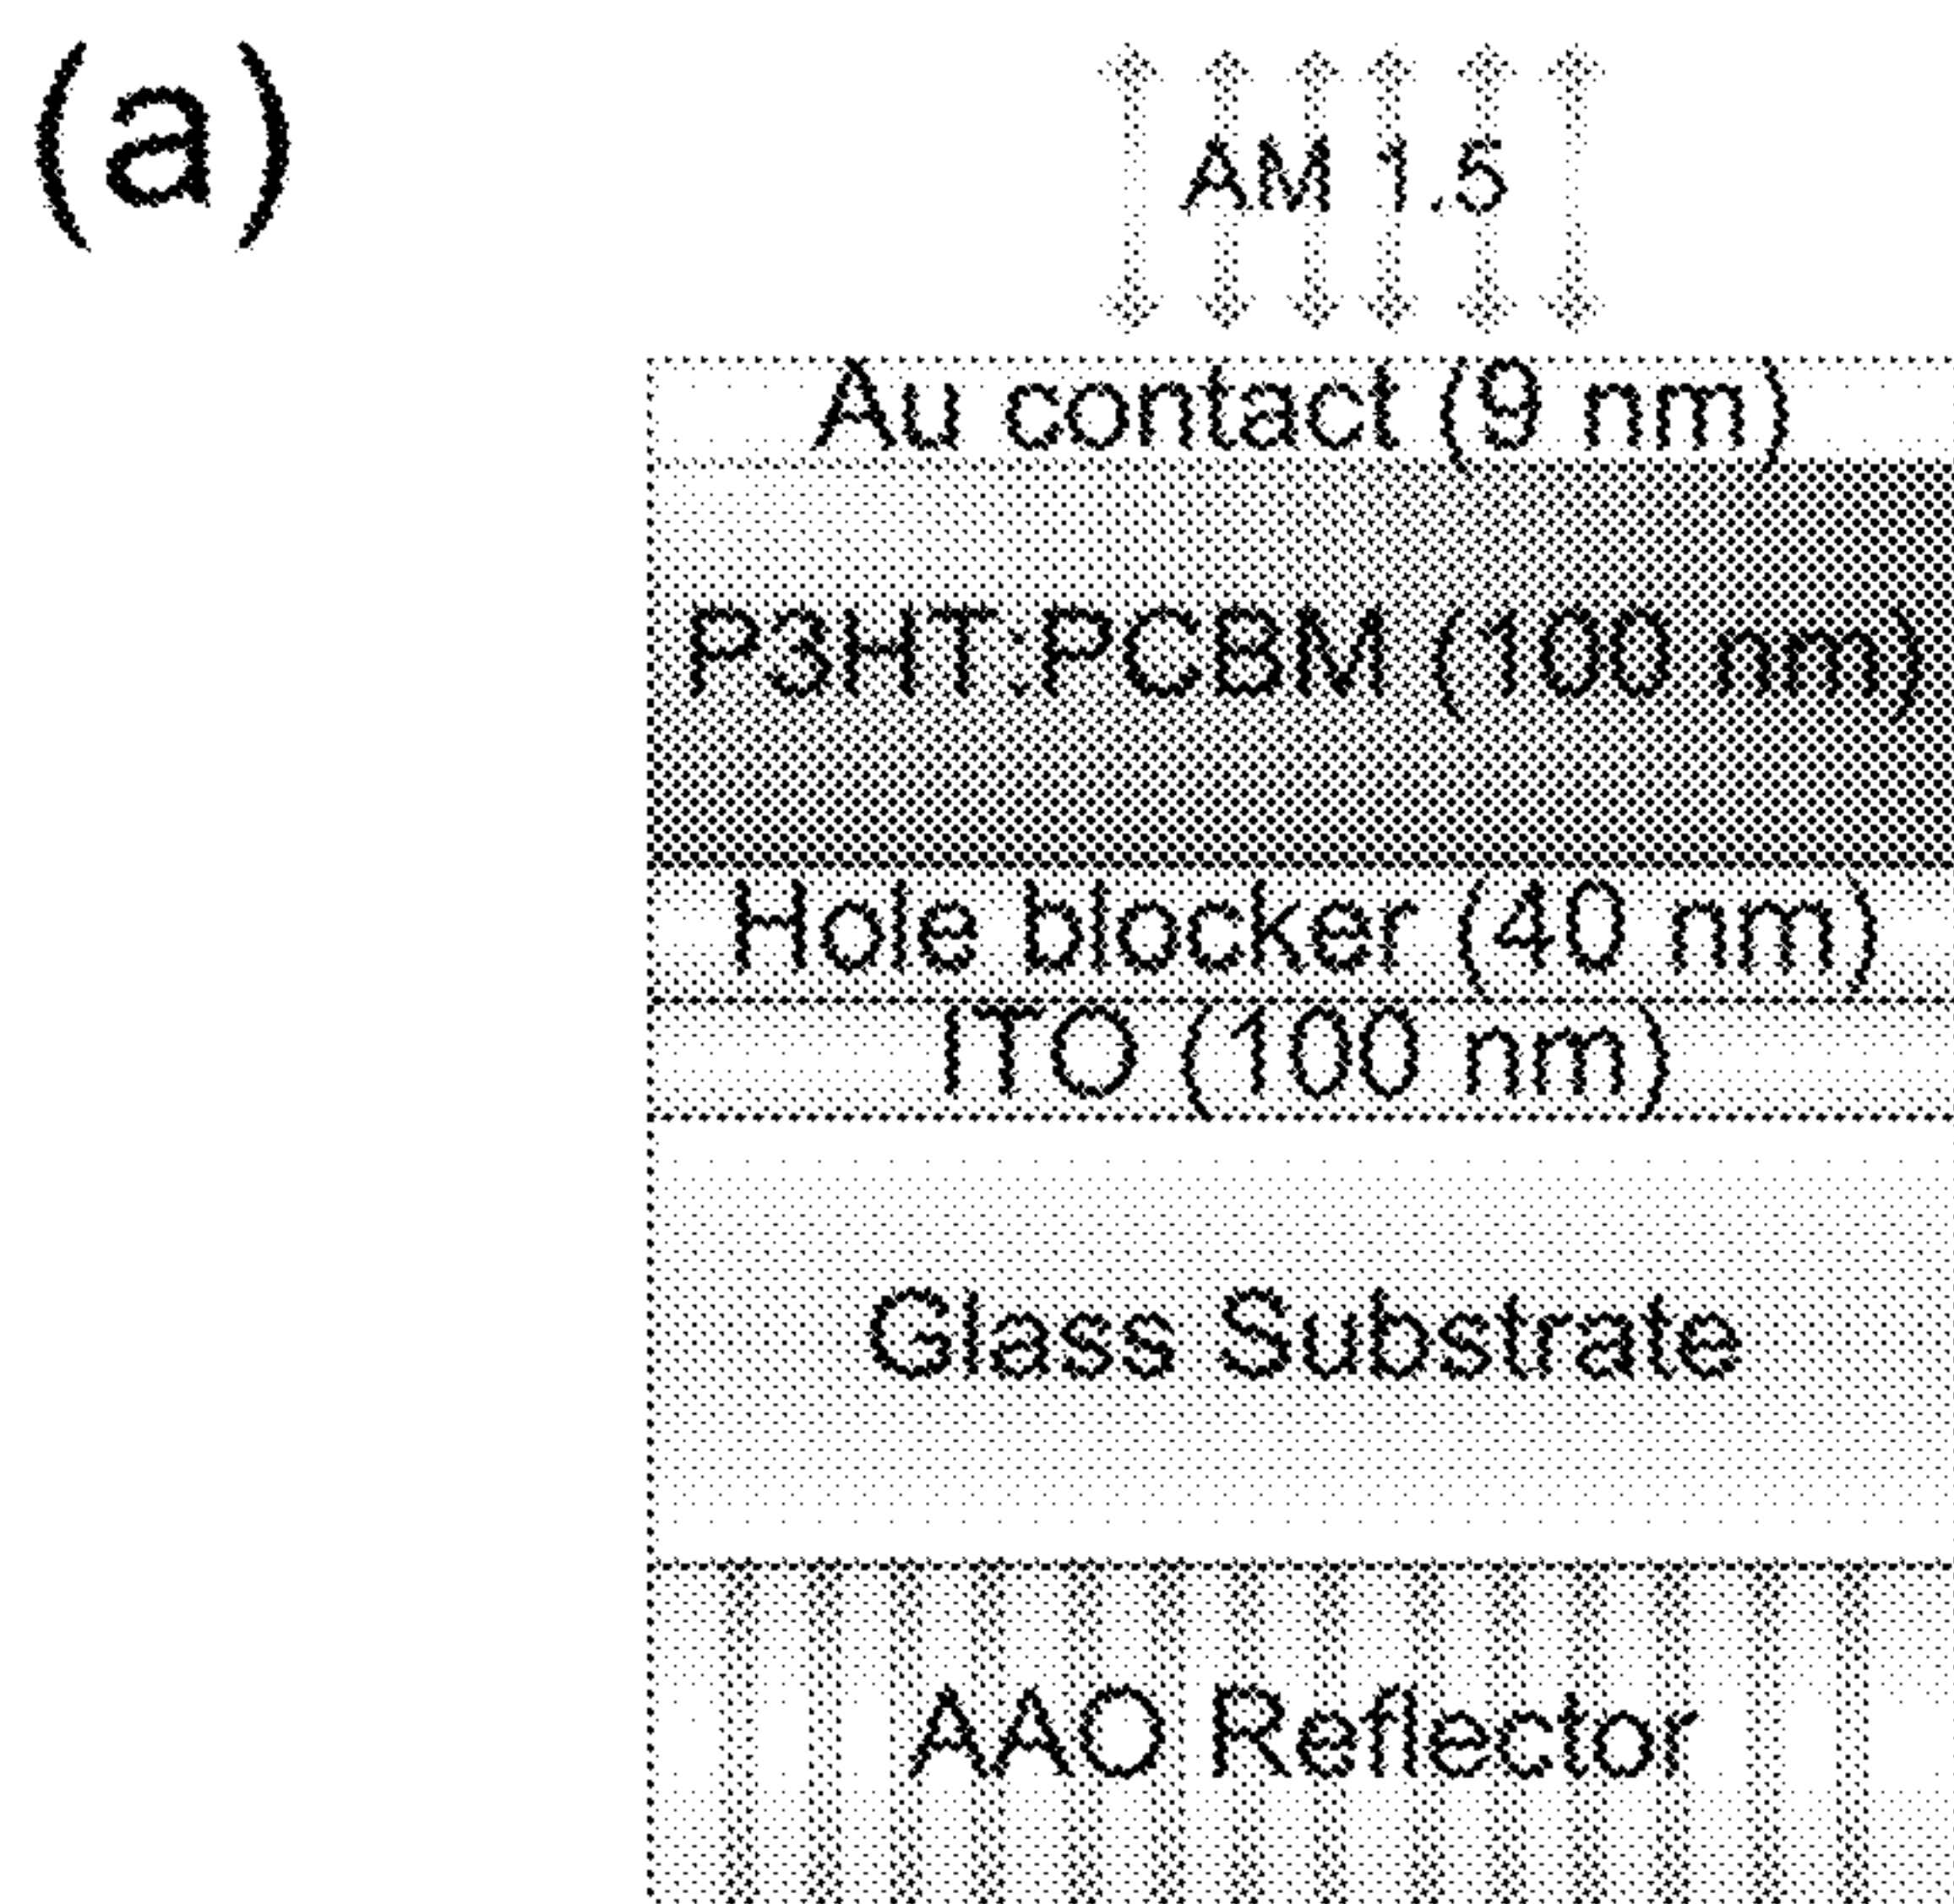 (a)
AM 1.5
Au contact (9 nm)
P3HT:PCBM (100 nm)
Hole blocker (40 nm)
ITO (100 nm)
Glass Substrate
AAO Reflector